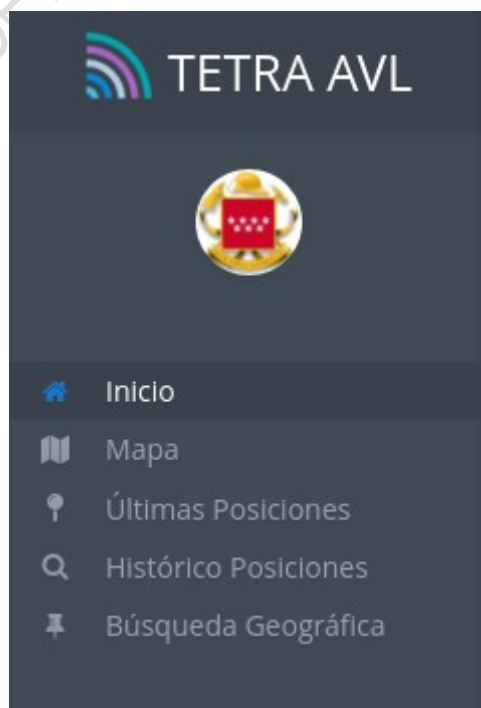 TETRA AVL
Inicio
Mapa
Últimas Posiciones
Histórico Posiciones
Búsqueda Geográfica